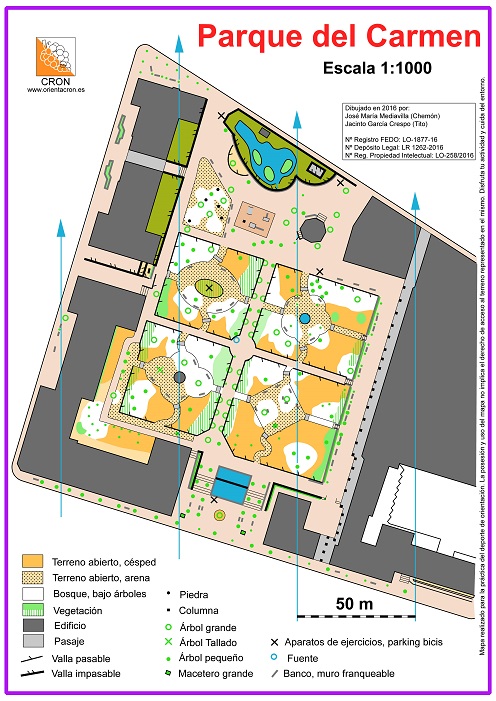 Parque del Carmen
CRON
www.orientacron.es
Escala 1:1000
Dibujado en 2016 por:
José María Mediavilla (Chemón)
Jacinto García Crespo (Tito)
Nº Registro FEDO: LO-1877-16
Nº Depósito Legal: LR 1262-2016
Nº Reg. Propiedad Intelectual: LO-258/2016
Mapa realizado para la práctica del deporte de orientación. La posesión y uso del mapa no implica el derecho de acceso al terreno representado en el mismo. Disfruta tu actividad y cuida del entorno.
50 m
Terreno abierto, césped
Terreno abierto, arena
Bosque, bajo árboles
Vegetación
Edificio
Pasaje
Valla pasable
Valla impasable
Piedra
Columna
Árbol grande
Árbol Tallado
Árbol pequeño
Macetero grande
Aparatos de ejercicios, parking bicis
Fuente
Banco, muro franqueable